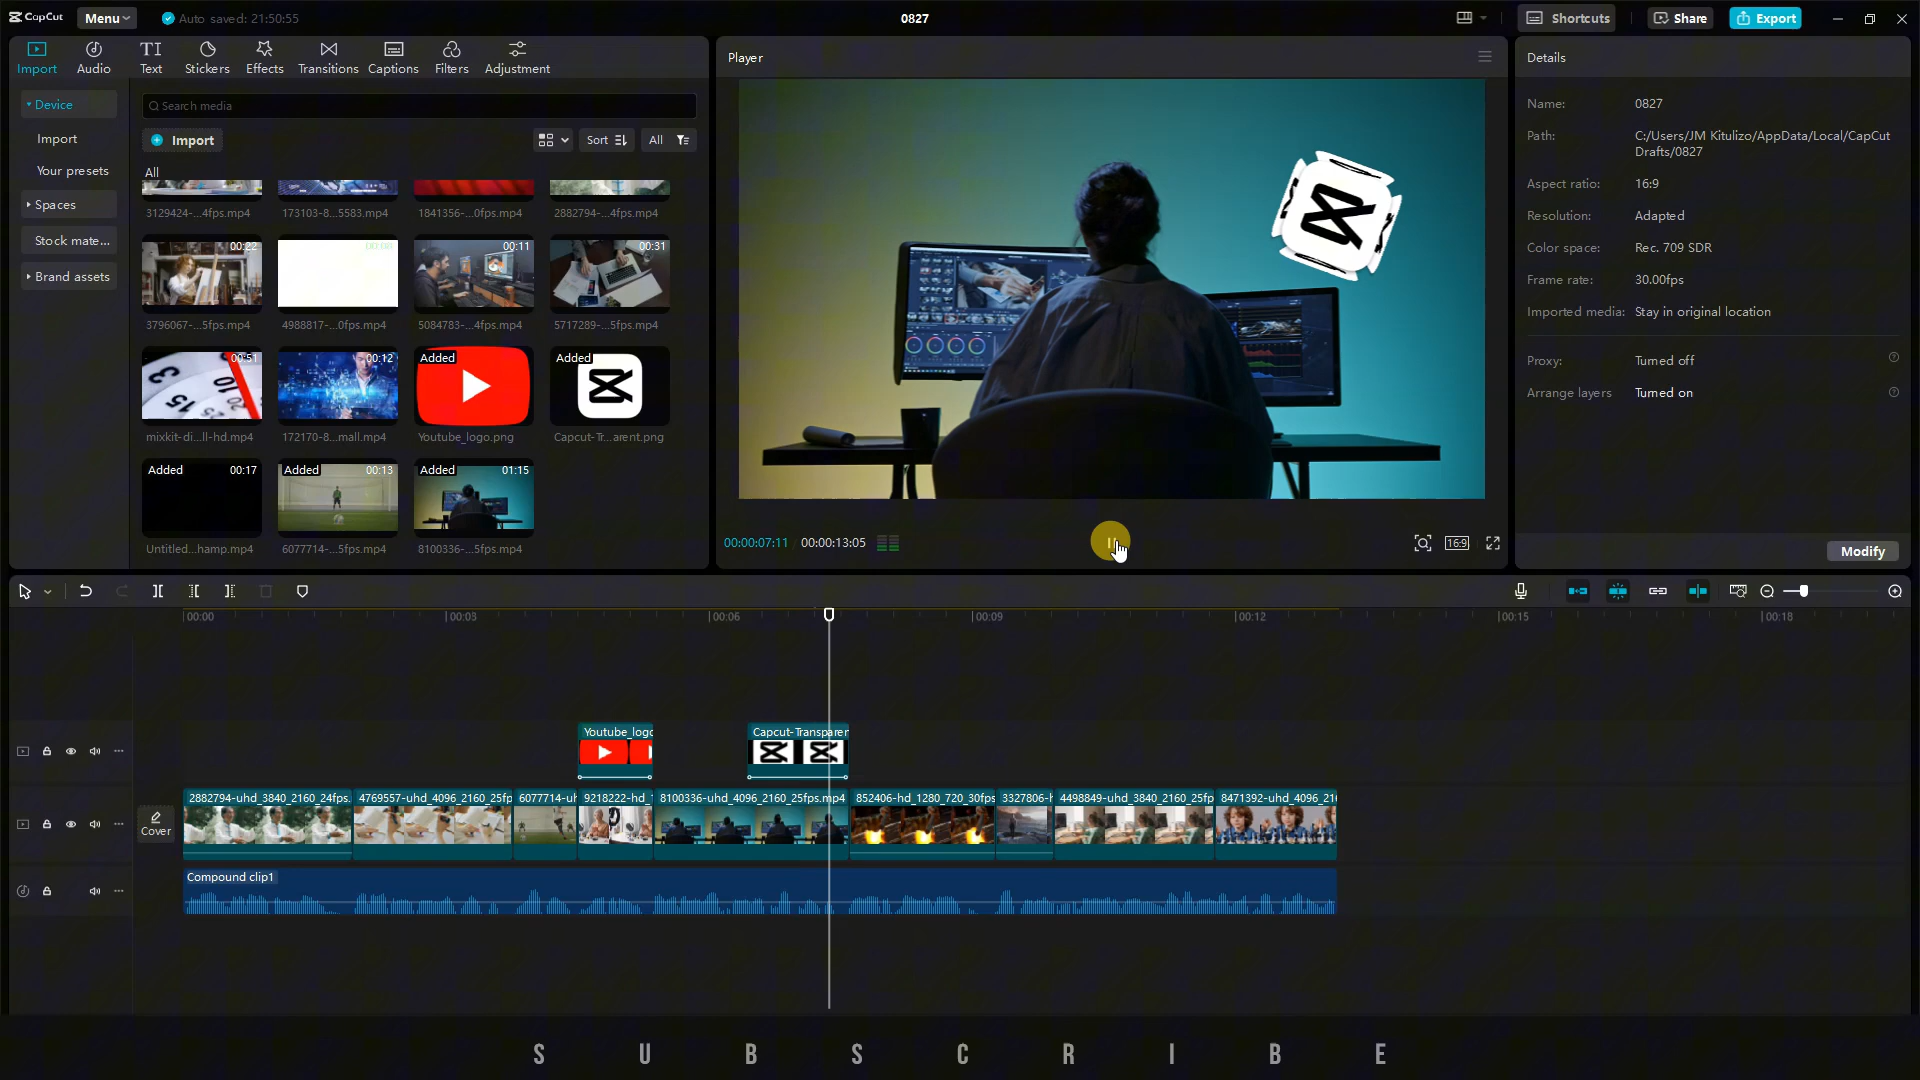 CapCut
Menu
Auto saved: 21:50:55
0827
Shortcuts
Share
Export
Import
Audio
Text
Stickers
Effects
Transitions
Captions
Filters
Adjustment
Device
Import
Your presets
Spaces
Stock mate...
Brand assets
Search media
Import
Sort
All
All
3129424-...4fps.mp4
173103-8...5583.mp4
1841356-...0fps.mp4
2882794-...4fps.mp4
00:22
00:11
00:31
3796067-...5fps.mp4
4988817-...0fps.mp4
5084783-...4fps.mp4
5717289-...5fps.mp4
00:51
00:12
Added
Added
mixkit-di...ll-hd.mp4
172170-8...mall.mp4
Youtube_logo.png
Capcut-Tr...arent.png
Added 00:17
Added 00:13
Added 01:15
Untitled...hamp.mp4
6077714-...5fps.mp4
8100336-...5fps.mp4
Player
00:00:07:11
00:00:13:05
16:9
Details
Name: 0827
Path: C:/Users/JM Kitulizo/AppData/Local/CapCut
Drafts/0827
Aspect ratio: 16:9
Resolution: Adapted
Color space: Rec. 709 SDR
Frame rate: 30.00fps
Imported media: Stay in original location
Proxy: Turned off
Arrange layers Turned on
Modify
00:00
00:03
00:06
00:09
00:12
00:15
00:18
Youtube_logo
Capcut-Transparen
Cover
2882794-uhd_3840_2160_24fps.
4769557-uhd_4096_2160_25fp
6077714-uh
9218222-hd_
8100336-uhd_4096_2160_25fps.mp4
852406-hd_1280_720_30fps
3327806-h
4498849-uhd_3840_2160_25fp
8471392-uhd_4096_216
Compound clip1
S U B S C R I B E